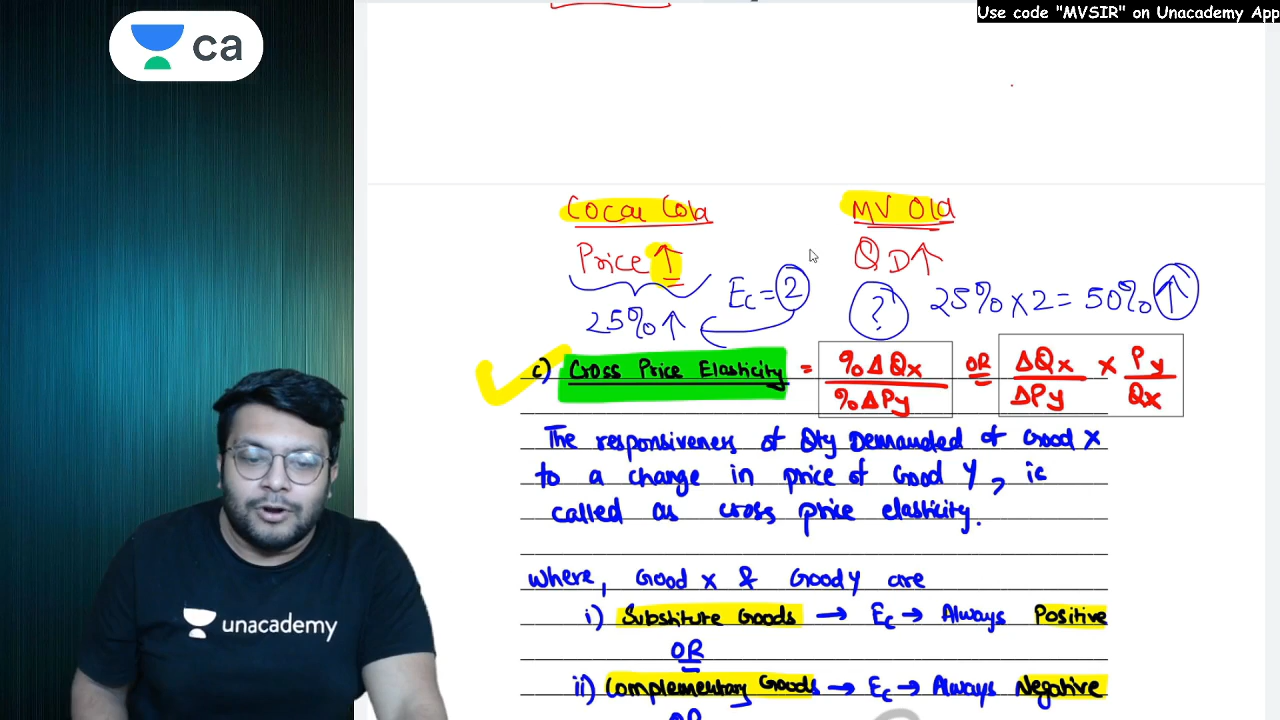 Use code "MVSIR" on Unacademy App
ca
Cocal Cola MV Old
Price ↑ QD↑
25% ↑ Ec = 2 ? 25% × 2 = 50% ↑
c) Cross Price Elasticity = %ΔQx / %ΔPy OR ΔQx / ΔPy × Py / Qx
The responsiveness of Qty Demanded of Good X
to a change in price of Good Y, is
called as cross price elasticity.
where, Good x & Good y are
i) Substitute Goods → Ec → Always Positive
OR
ii) Complementary Goods → Ec → Always Negative
OR
unacademy